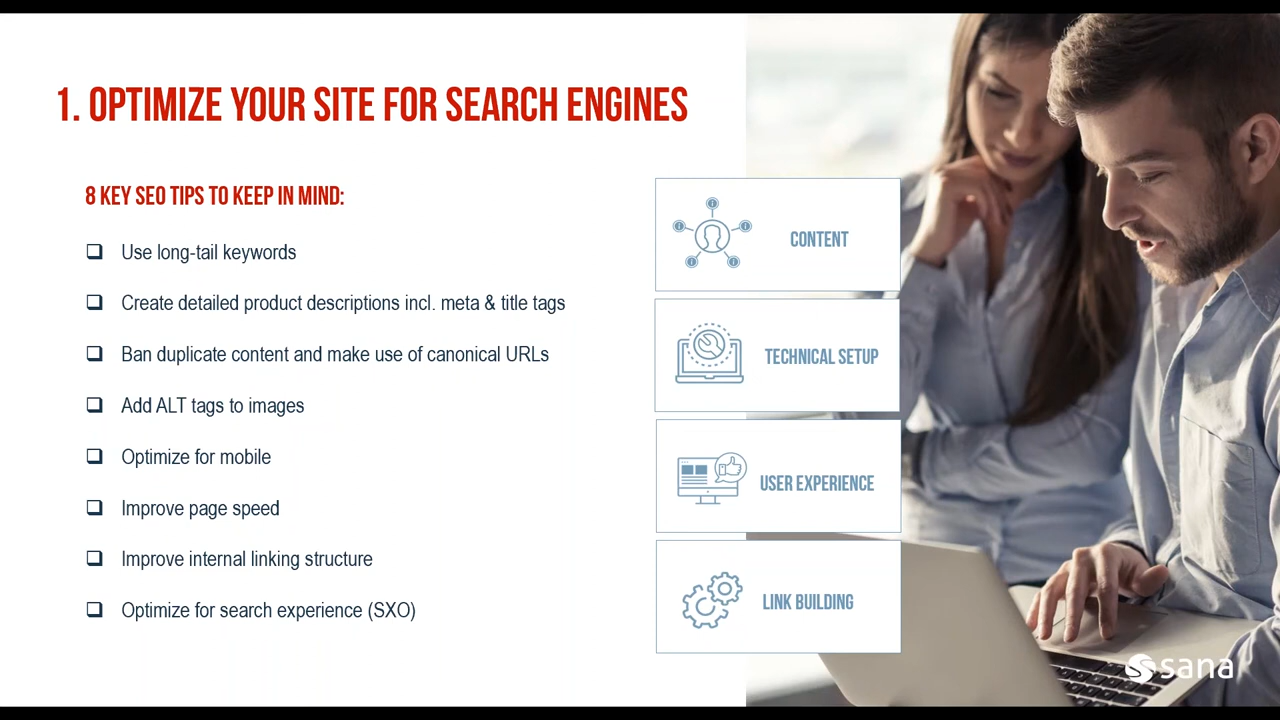 1. OPTIMIZE YOUR SITE FOR SEARCH ENGINES
8 KEY SEO TIPS TO KEEP IN MIND:
Use long-tail keywords
Create detailed product descriptions incl. meta & title tags
Ban duplicate content and make use of canonical URLs
Add ALT tags to images
Optimize for mobile
Improve page speed
Improve internal linking structure
Optimize for search experience (SXO)
CONTENT
TECHNICAL SETUP
USER EXPERIENCE
LINK BUILDING
sana